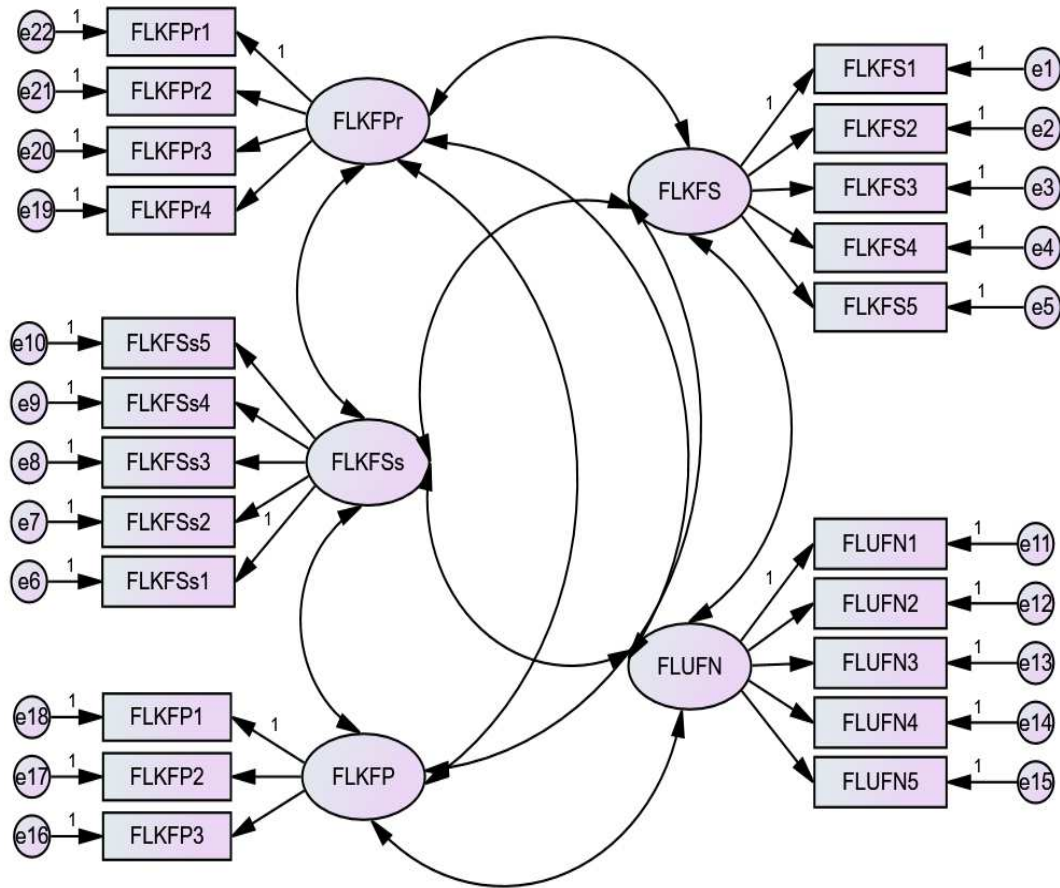 e22 1 FLKFPr1
e21 1 FLKFPr2
e20 1 FLKFPr3
e19 1 FLKFPr4
1
FLKFPr
FLKFS1 1 e1
FLKFS2 1 e2
FLKFS3 1 e3
FLKFS4 1 e4
FLKFS5 1 e5
1
FLKFS
e10 1 FLKFSs5
e9 1 FLKFSs4
e8 1 FLKFSs3
e7 1 FLKFSs2
e6 1 FLKFSs1
1
FLKFSs
FLUFN1 1 e11
FLUFN2 1 e12
FLUFN3 1 e13
FLUFN4 1 e14
FLUFN5 1 e15
1
FLUFN
e18 1 FLKFP1
e17 1 FLKFP2
e16 1 FLKFP3
1
FLKFP